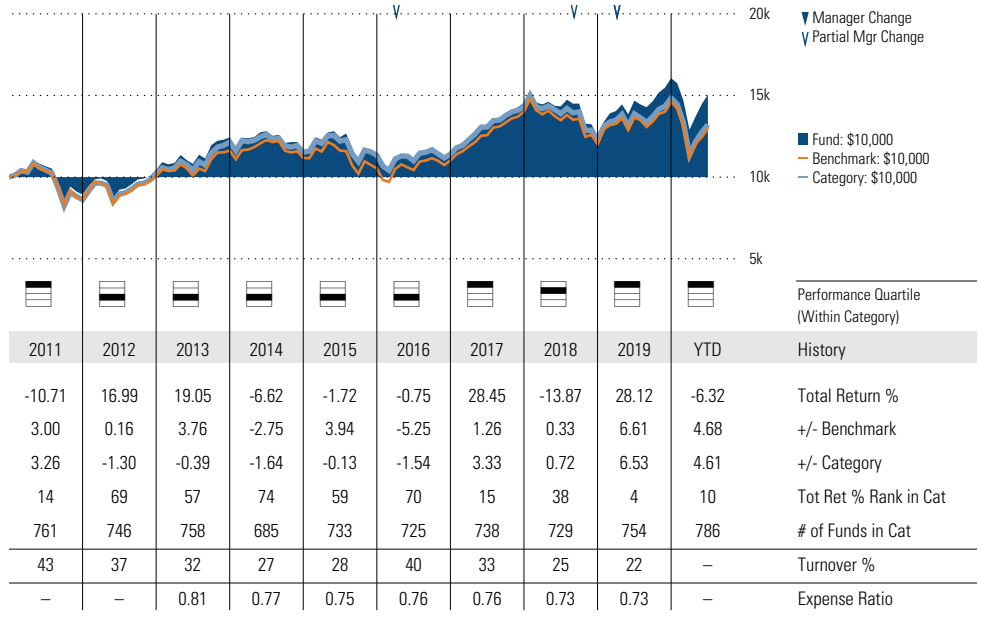 20k
Manager Change
Partial Mgr Change
15k
Fund: $10,000
Benchmark: $10,000
Category: $10,000
10k
5k
Performance Quartile
(Within Category)
2011 2012 2013 2014 2015 2016 2017 2018 2019 YTD History
-10.71 16.99 19.05 -6.62 -1.72 -0.75 28.45 -13.87 28.12 -6.32 Total Return %
3.00 0.16 3.76 -2.75 3.94 -5.25 1.26 0.33 6.61 4.68 +/- Benchmark
3.26 -1.30 -0.39 -1.64 -0.13 -1.54 3.33 0.72 6.53 4.61 +/- Category
14 69 57 74 59 70 15 38 4 10 Tot Ret % Rank in Cat
761 746 758 685 733 725 738 729 754 786 # of Funds in Cat
43 37 32 27 28 40 33 25 22 – Turnover %
– – 0.81 0.77 0.75 0.76 0.76 0.73 0.73 – Expense Ratio